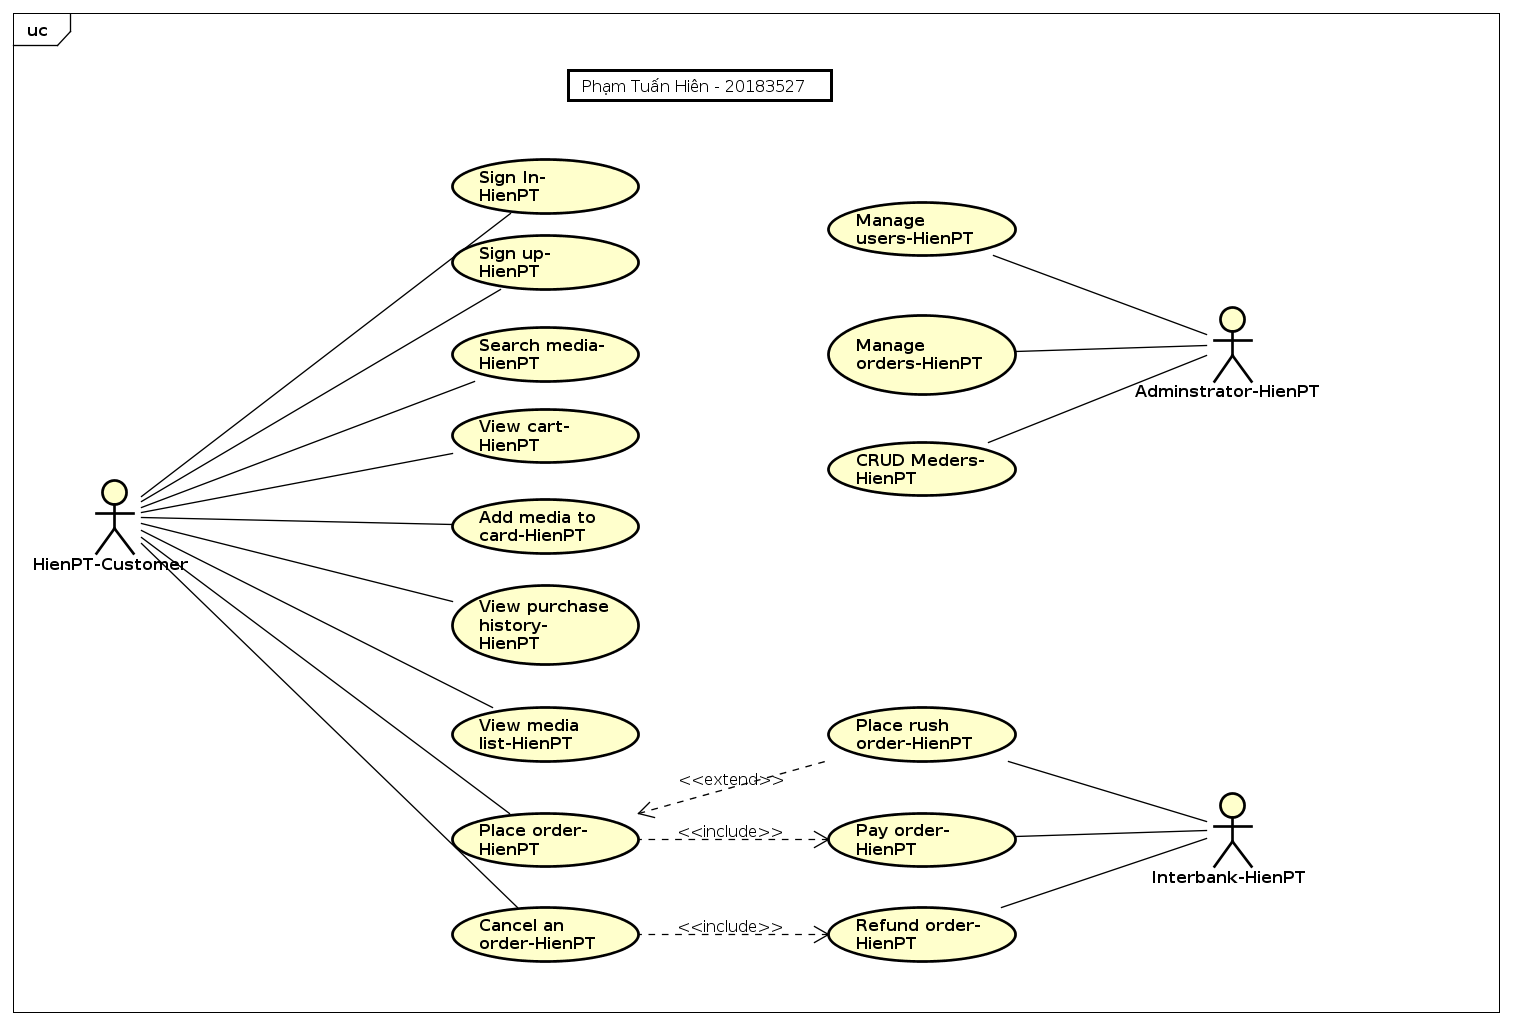 uc
Phạm Tuấn Hiên - 20183527
Sign In-
HienPT
Sign up-
HienPT
Search media-
HienPT
View cart-
HienPT
Add media to
card-HienPT
View purchase
history-
HienPT
View media
list-HienPT
Place order-
HienPT
Cancel an
order-HienPT
HienPT-Customer
Manage
users-HienPT
Manage
orders-HienPT
CRUD Meders-
HienPT
Adminstrator-HienPT
Place rush
order-HienPT
<<extend>>
<<include>>
Pay order-
HienPT
<<include>>
Refund order-
HienPT
Interbank-HienPT